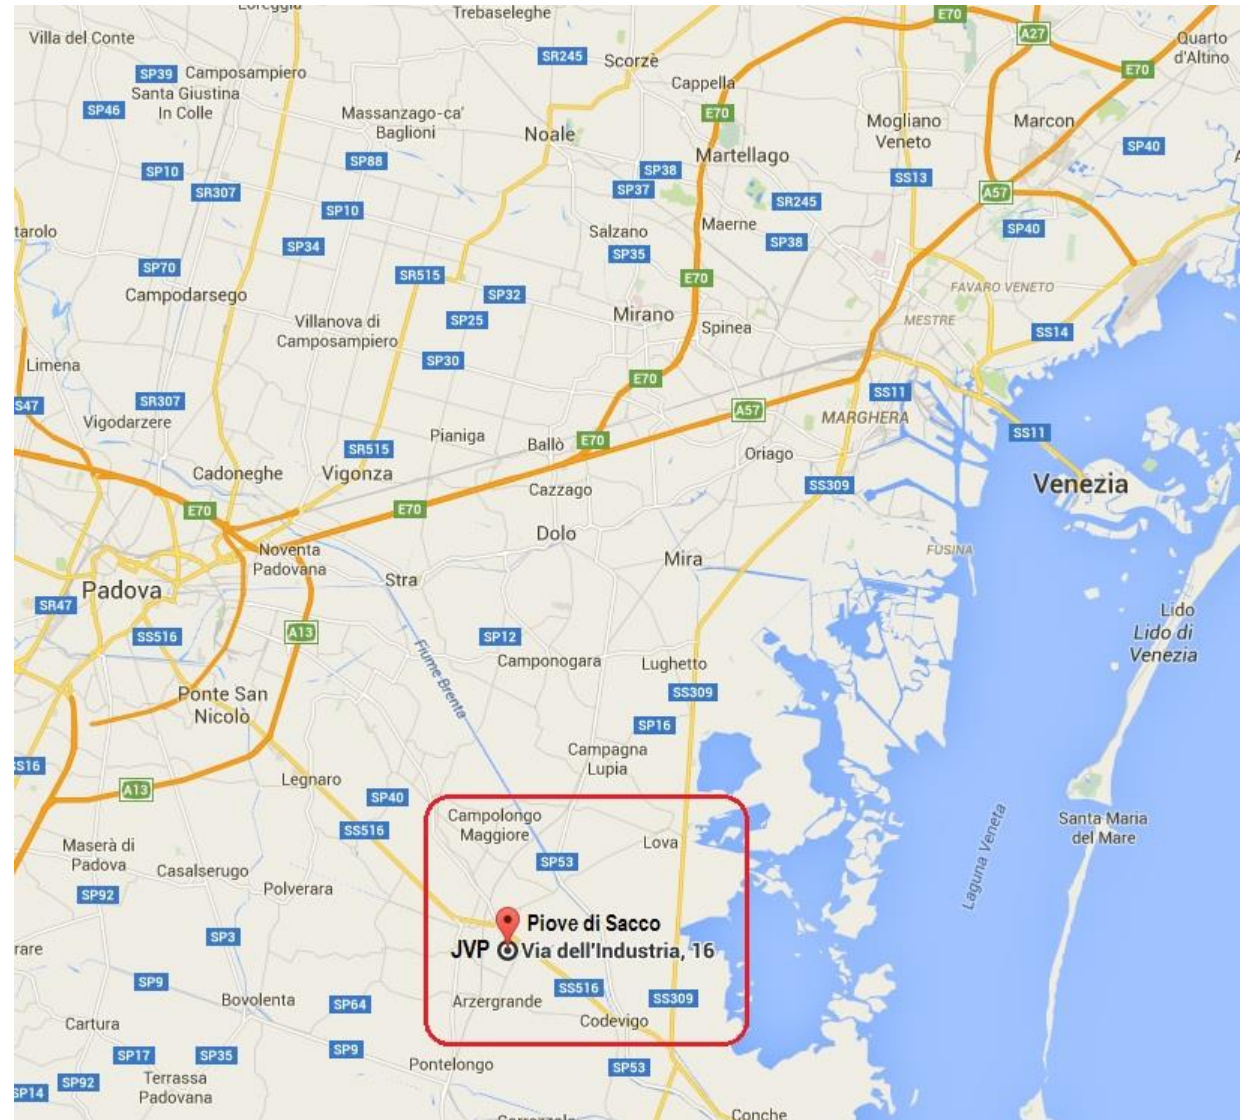 Loreggia
Trebaseleghe
E70
A27
Villa del Conte
Quarto
d'Altino
SR245
Scorzè
SP39
Camposampiero
E70
Cappella
Santa Giustina
In Colle
SP46
Massanzago-ca'
Baglioni
E70
Mogliano
Veneto
Marcon
Noale
SP40
Martellago
SP88
SP10
SP38
SS13
SR307
SP37
A57
SR245
SP10
Maerne
tarolo
Salzano
SP40
SP34
SP38
SP35
SP70
SR515
E70
Campodarsego
SP32
FAVARO VENETO
Villanova di
Camposampiero
SP25
Mirano
Spinea
MESTRE
SS14
SP30
Limena
E70
SS11
S47
SR307
A57
Vigodarzere
MARGHERA
Pianiga
Ballò
E70
SS11
SR515
Oriago
Cadoneghe
Vigonza
SS309
Venezia
Cazzago
E70
E70
Dolo
Noventa
Padovana
Mira
FUSINA
Stra
Padova
SR47
Lido
SS516
A13
SP12
Fiume Brenta
Lido di
Venezia
Camponogara
Lughetto
Ponte San
Nicolò
SS309
SP16
Campagna
Lupia
SS16
Legnaro
A13
SP40
Campolongo
Maggiore
Santa Maria
del Mare
SS516
Lova
Laguna Veneta
Maserà di
Padova
Casalserugo
SP53
SP92
Polverara
Piove di Sacco
SP3
rare
JVP
Via dell'Industria, 16
SP9
SS516
SS309
Bovolenta
SP64
Arzergrande
Codevigo
Cartura
SP9
SP17
SP35
Pontelongo
SP53
SP92
Terrassa
Padovana
SP14
Conche